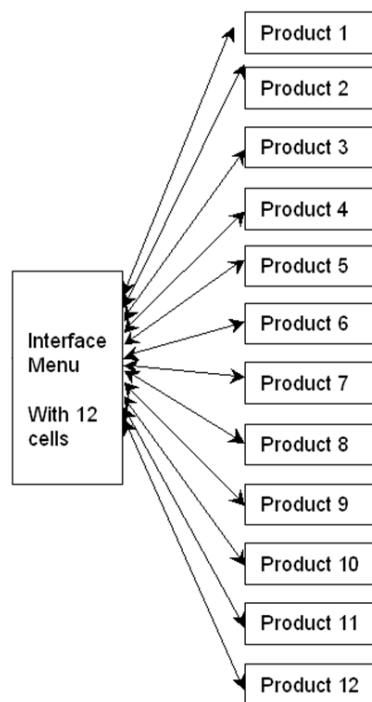 Product 1
Product 2
Product 3
Product 4
Product 5
Interface
Menu
With 12
cells
Product 6
Product 7
Product 8
Product 9
Product 10
Product 11
Product 12